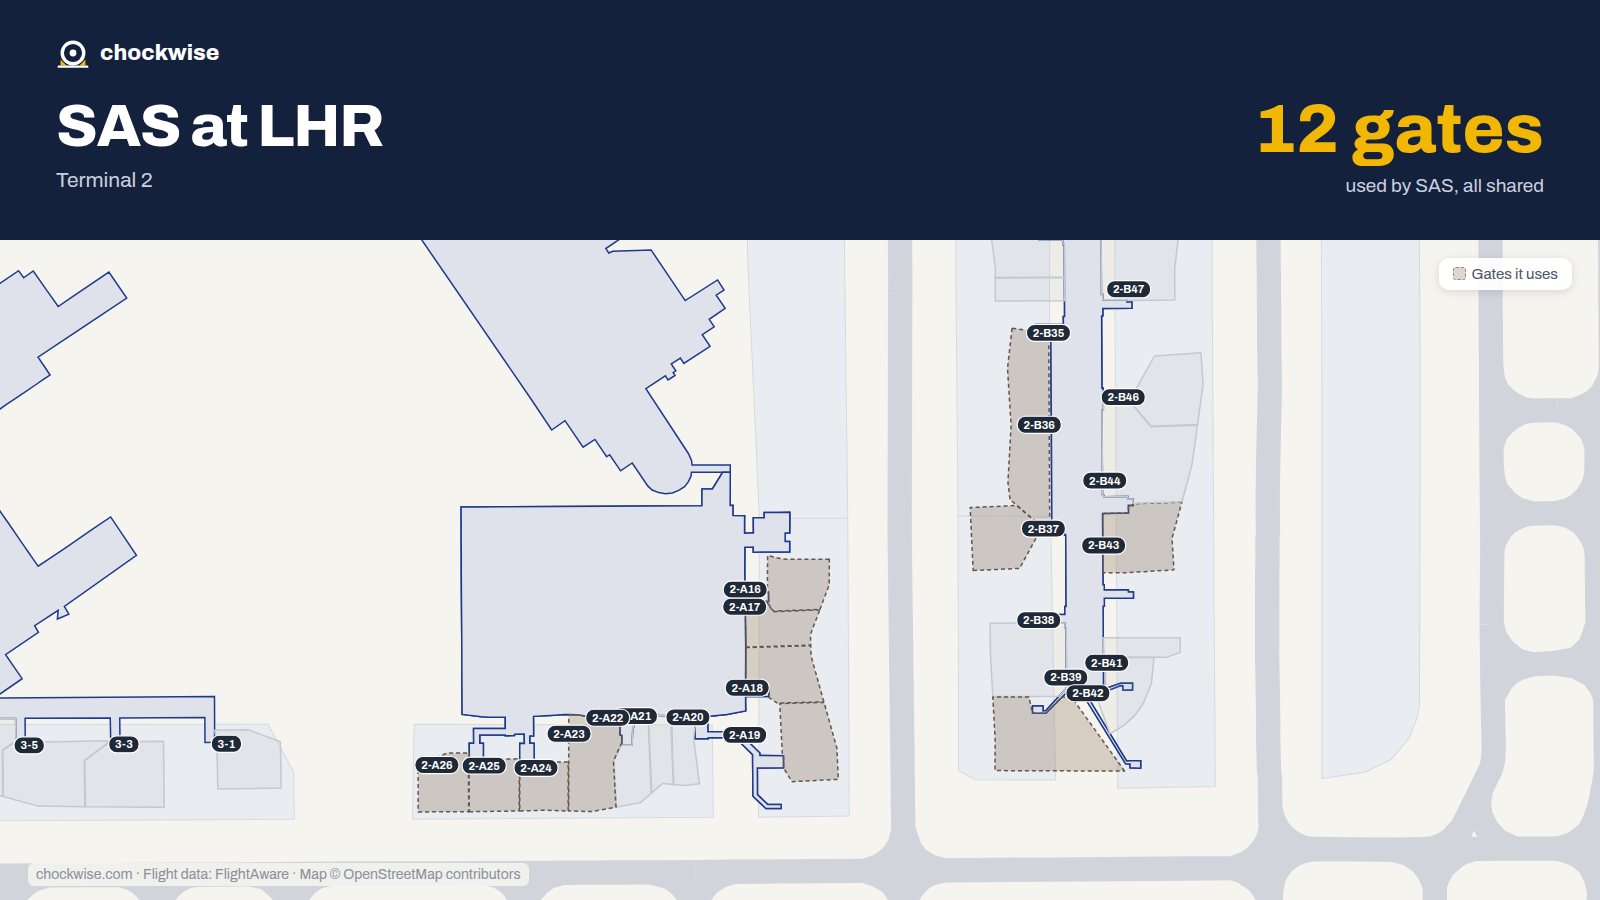 chockwise
SAS at LHR
Terminal 2
12 gates
used by SAS, all shared
Gates it uses
2-B47
2-B35
2-B46
2-B36
2-B44
2-B37
2-B43
2-A16
2-A17
2-B38
2-B41
2-B39
2-B42
2-A18
2-A22
A21
2-A20
2-A23
2-A19
3-5
3-3
3-1
2-A26
2-A25
2-A24
chockwise.com · Flight data: FlightAware · Map © OpenStreetMap contributors